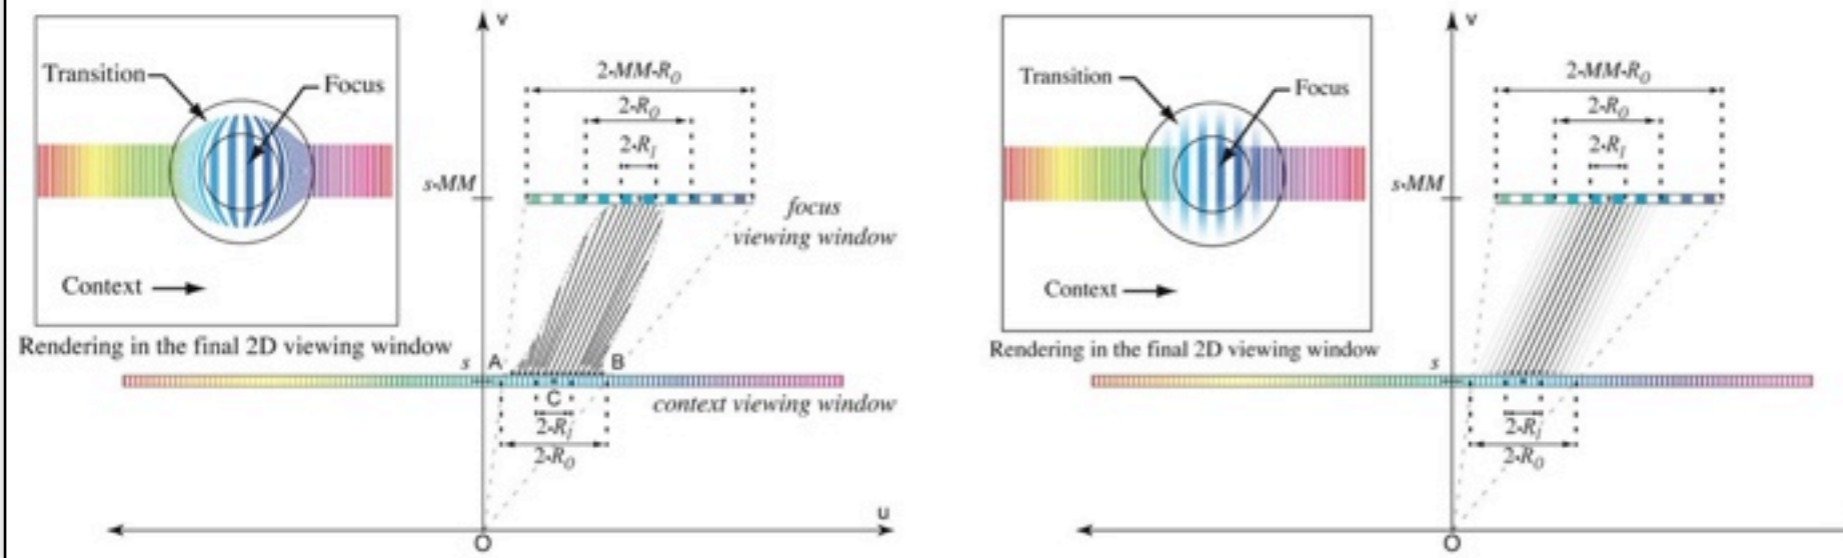 v
2-MM-R_O
Transition
Focus
2-R_O
2-R_I
s-MM
focus
viewing window
Context
Rendering in the final 2D viewing window
s
A
B
C
context viewing window
2-R_I
2-R_O
u
O
v
2-MM-R_O
Transition
Focus
2-R_O
2-R_I
s-MM
Context
Rendering in the final 2D viewing window
s
2-R_I
2-R_O
O